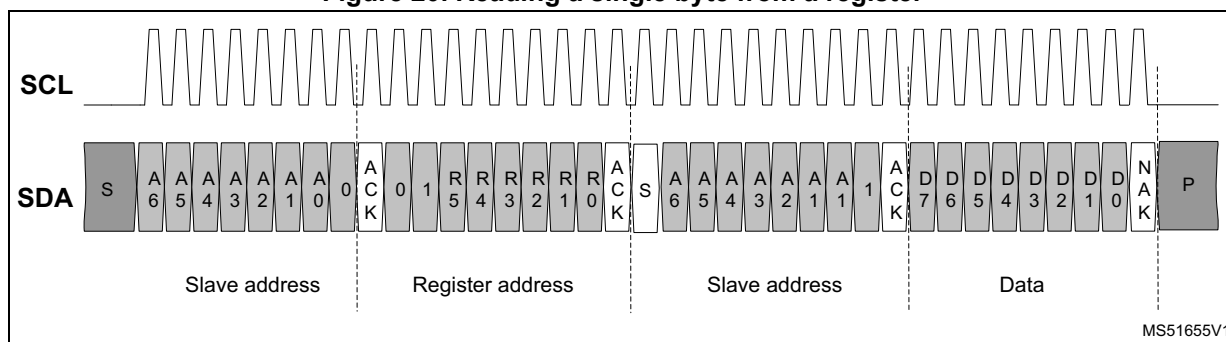 Figure Reading a single byte from a register
SCL
SDA S A6 A5 A4 A3 A2 A1 A0 0 ACK 0 1 R5 R4 R3 R2 R1 R0 ACK S A6 A5 A4 A3 A2 A1 A1 1 ACK D7 D6 D5 D4 D3 D2 D1 D0 NAK P
Slave address Register address Slave address Data
MS51655V1